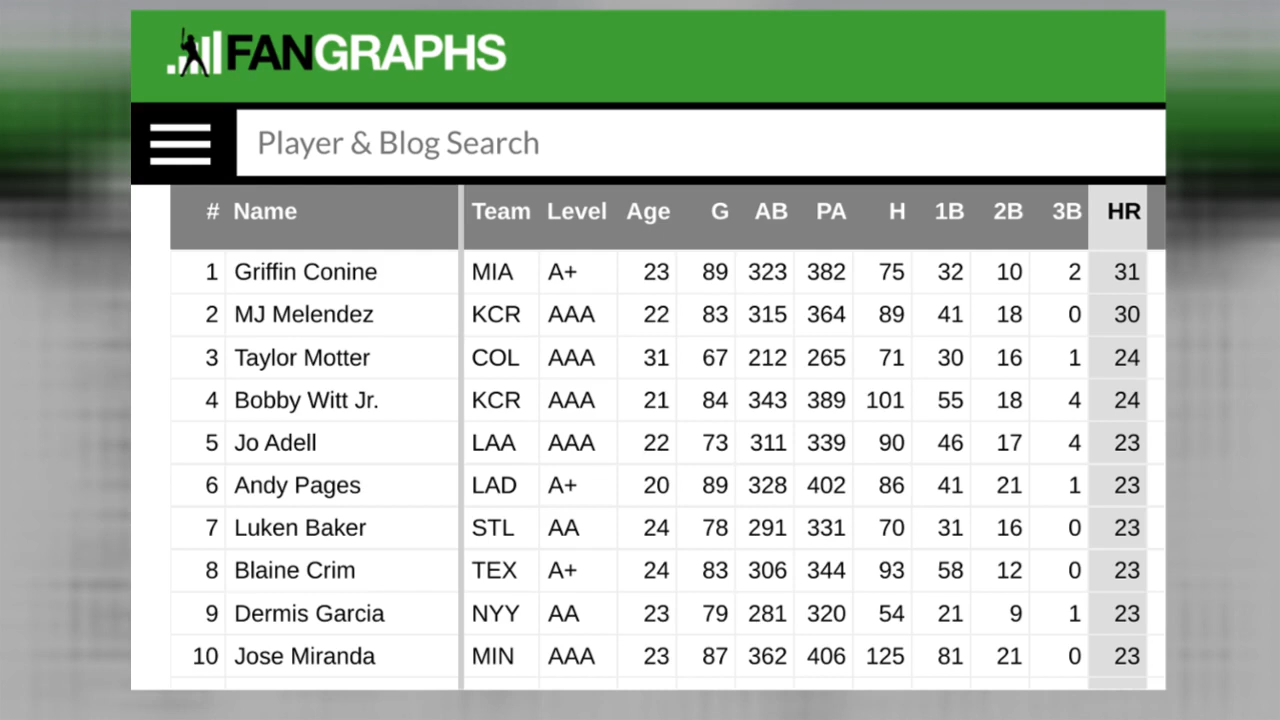 FANGRAPHS
Player & Blog Search
# Name Team Level Age G AB PA H 1B 2B 3B HR
1 Griffin Conine MIA A+ 23 89 323 382 75 32 10 2 31
2 MJ Melendez KCR AAA 22 83 315 364 89 41 18 0 30
3 Taylor Motter COL AAA 31 67 212 265 71 30 16 1 24
4 Bobby Witt Jr. KCR AAA 21 84 343 389 101 55 18 4 24
5 Jo Adell LAA AAA 22 73 311 339 90 46 17 4 23
6 Andy Pages LAD A+ 20 89 328 402 86 41 21 1 23
7 Luken Baker STL AA 24 78 291 331 70 31 16 0 23
8 Blaine Crim TEX A+ 24 83 306 344 93 58 12 0 23
9 Dermis Garcia NYY AA 23 79 281 320 54 21 9 1 23
10 Jose Miranda MIN AAA 23 87 362 406 125 81 21 0 23